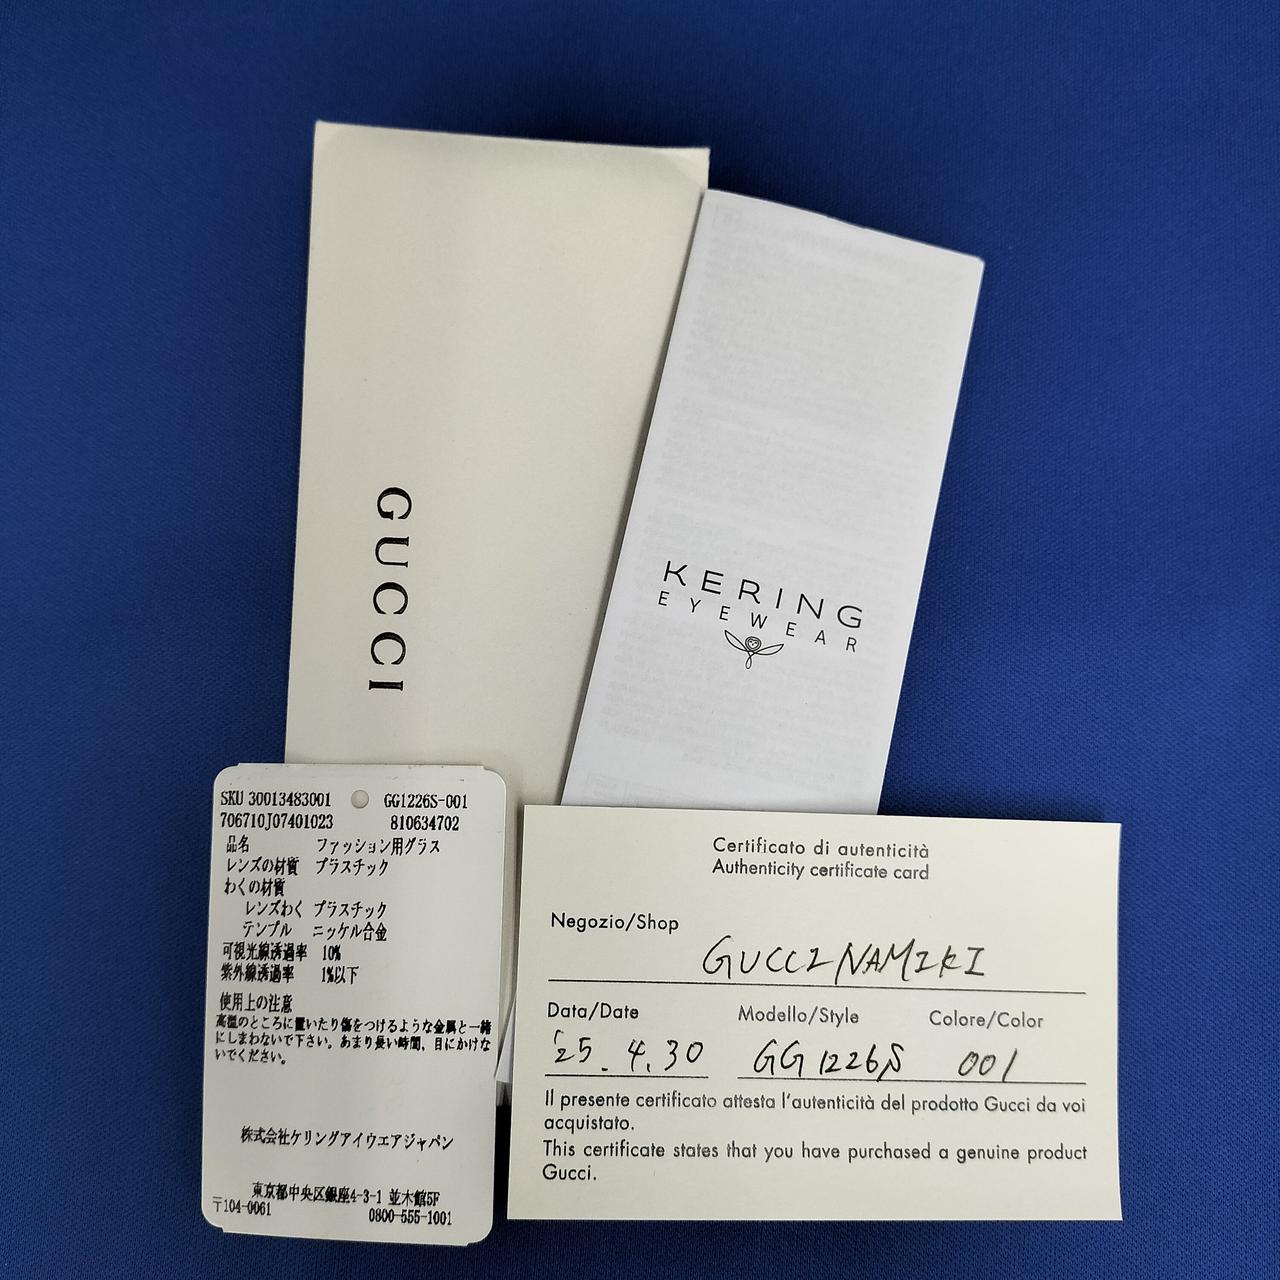 GUCCI
KERING
EYEWEAR
SKU 30013483001 GG1226S-001
706710J07401023 810634702
品名 ファッション用グラス
レンズの材質 プラスチック
わくの材質
レンズわく プラスチック
テンプル ニッケル合金
可視光線透過率 10%
紫外線透過率 1%以下
使用上の注意
高温のところに置いたり傷をつけるような金属と一緒
にしまわないで下さい。あまり長い時間、目にかけな
いでください。
株式会社ケリングアイウエアジャパン
東京都中央区銀座4-3-1 並木館5F
〒104-0061 0800-555-1001
Certificato di autenticità
Authenticity certificate card
Negozio/Shop
GUCCI NAMIKI
Data/Date Modello/Style Colore/Color
'25. 4. 30 GG1226S 001
Il presente certificato attesta l'autenticità del prodotto Gucci da voi
acquistato.
This certificate states that you have purchased a genuine product
Gucci.